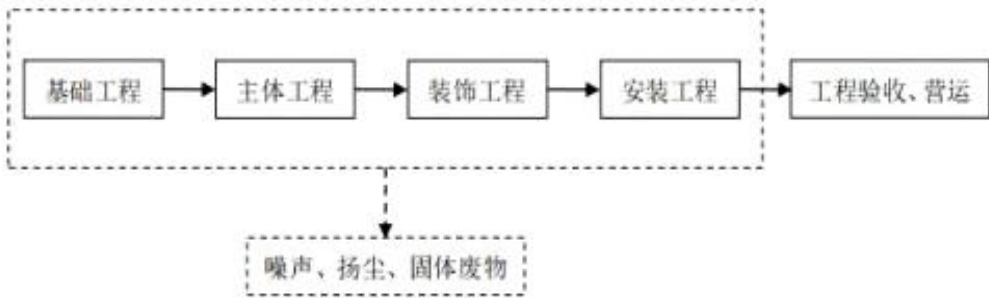 基础工程
主体工程
装饰工程
安装工程
工程验收、营运
噪声、扬尘、固体废物